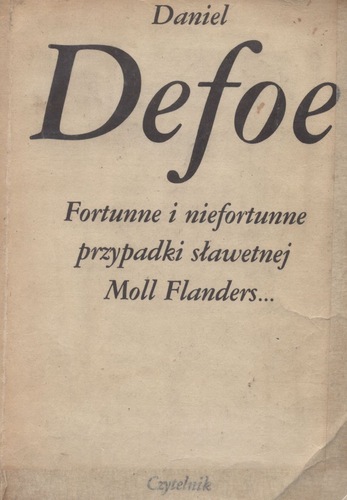 Daniel
Defoe
Fortunne i niefortunne
przypadki sławetnej
Moll Flanders...
Czytelnik